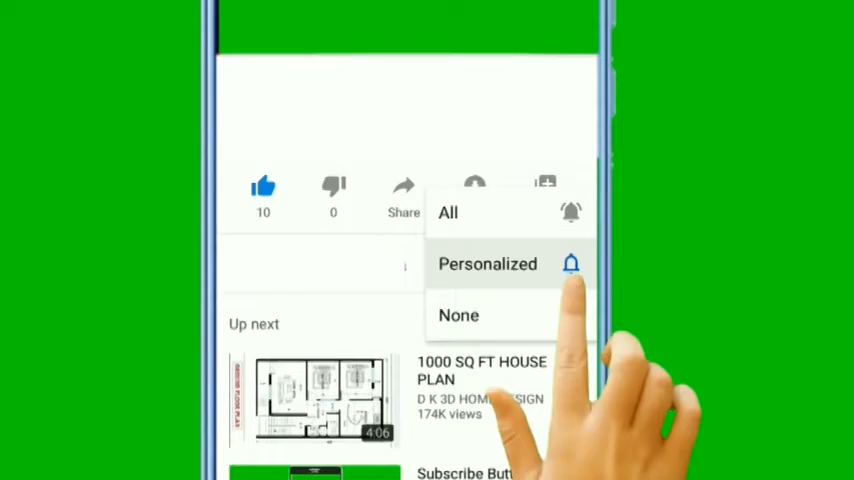 10
0
Share
All
Personalized
None
Up next
1000 SQ FT HOUSE
PLAN
D K 3D HOM
SIGN
174K views
4:06
Subscribe